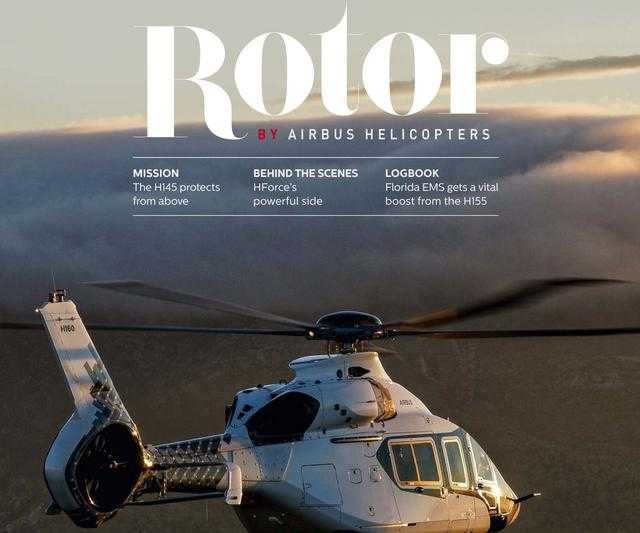 Rotor
BY AIRBUS HELICOPTERS
MISSION
The H145 protects
from above
BEHIND THE SCENES
HForce's
powerful side
LOGBOOK
Florida EMS gets a vital
boost from the H155
H160
AIRBUS